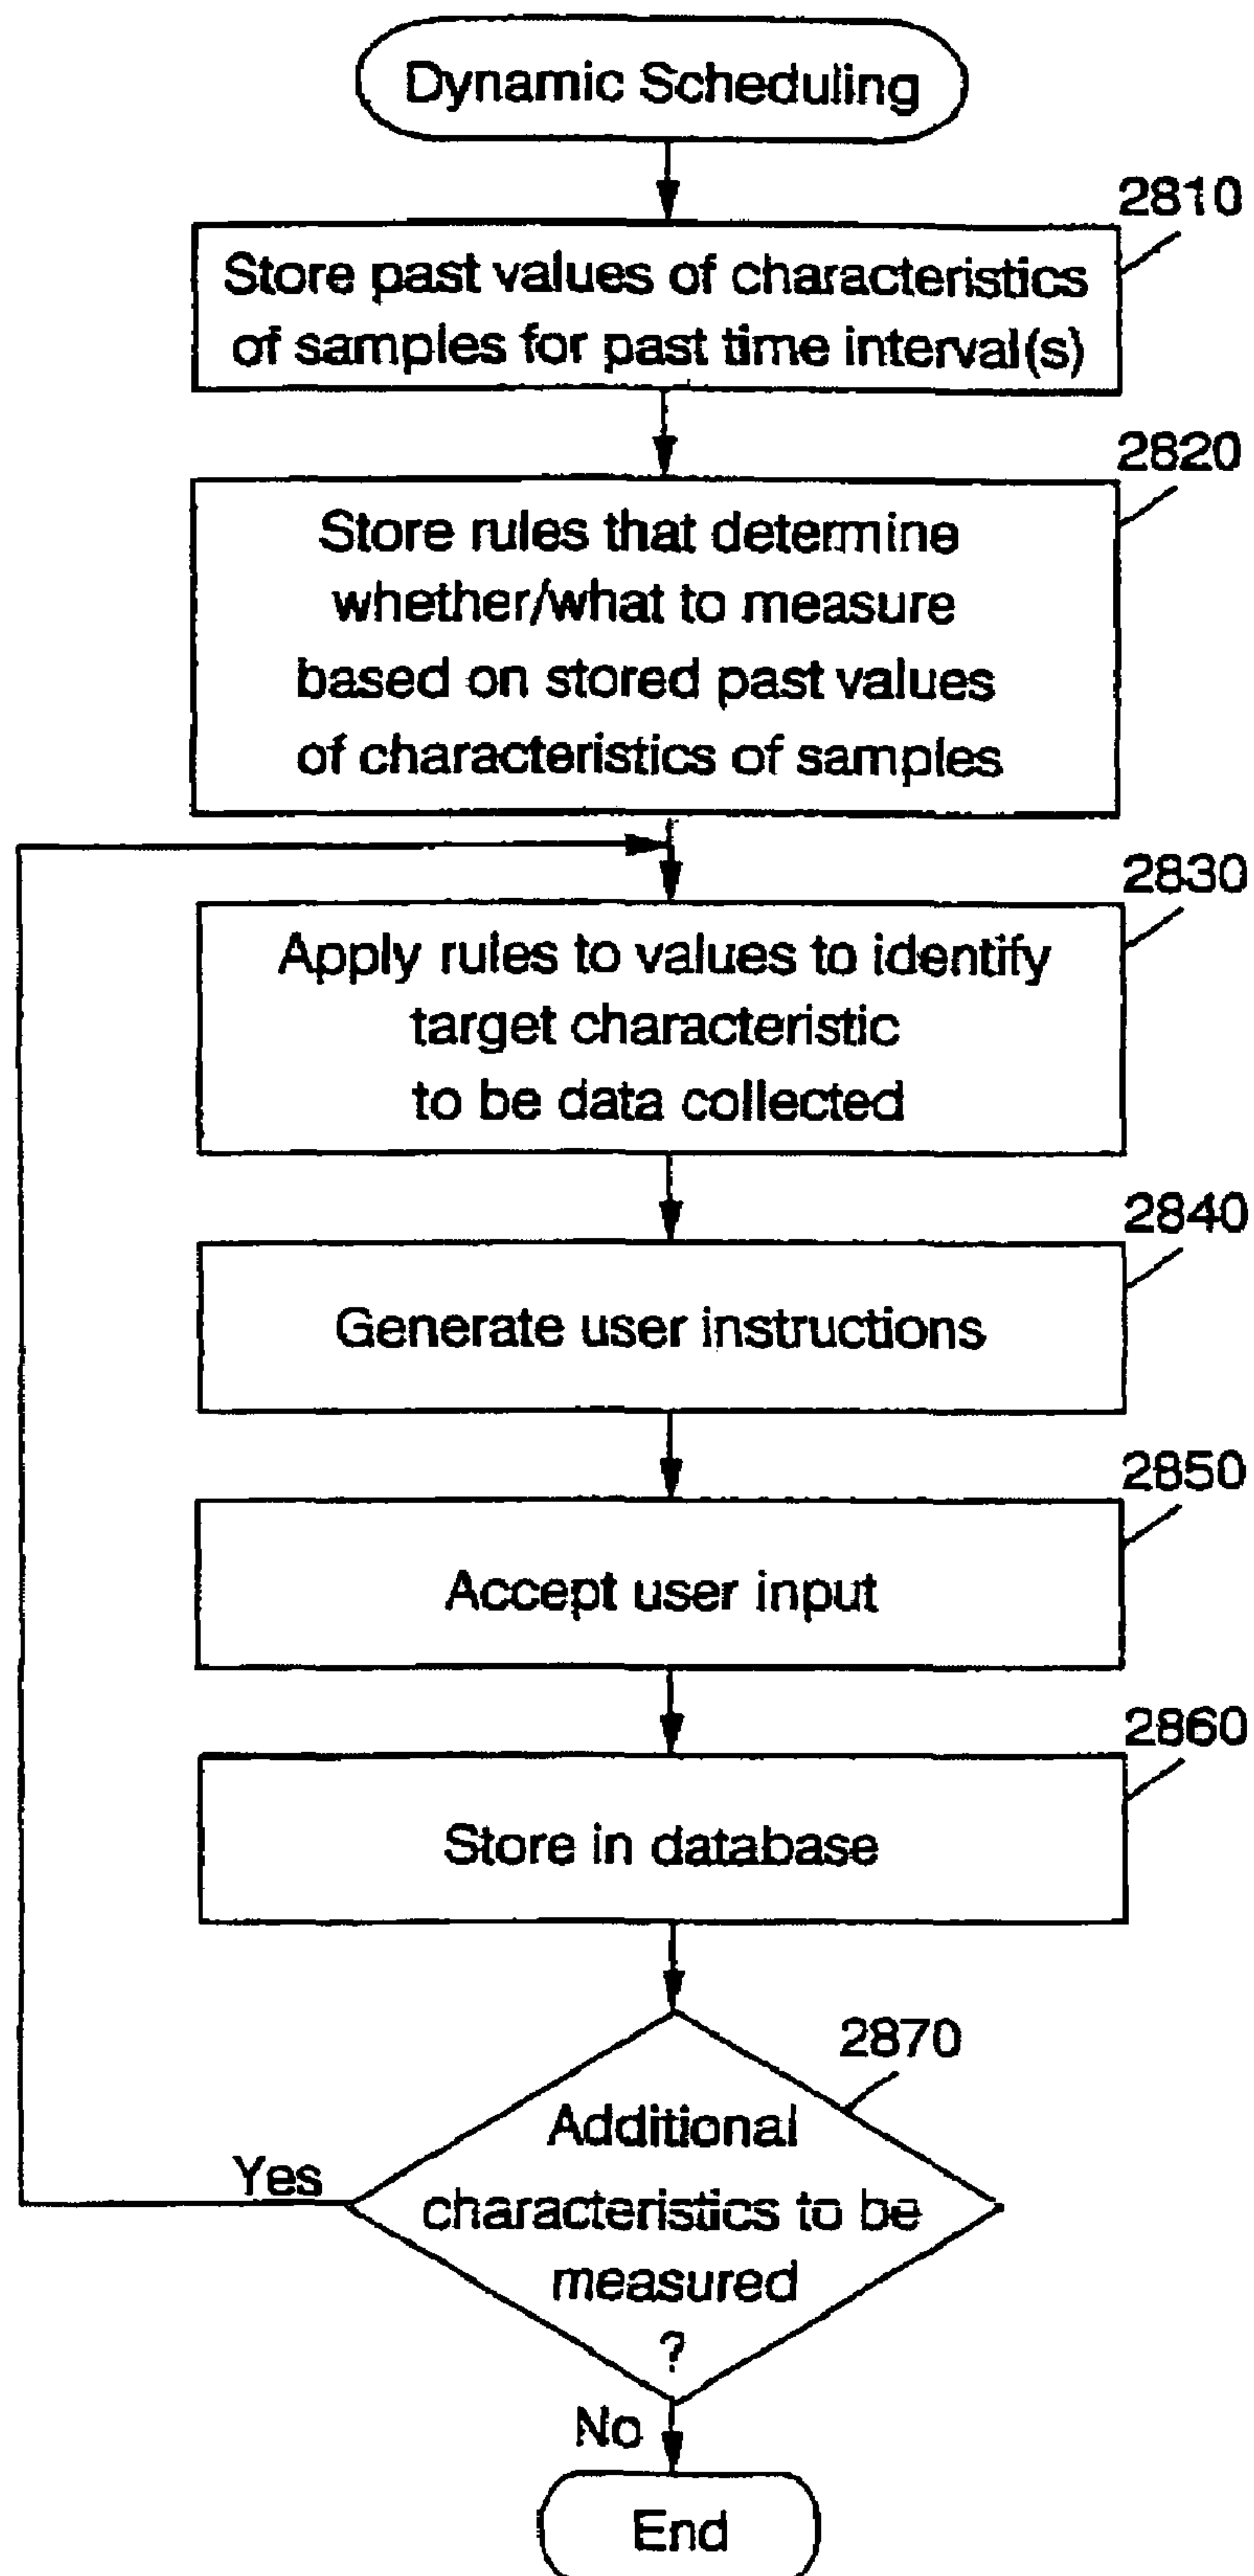 Dynamic Scheduling
2810
Store past values of characteristics
of samples for past time interval(s)
2820
Store rules that determine
whether/what to measure
based on stored past values
of characteristics of samples
2830
Apply rules to values to identify
target characteristic
to be data collected
2840
Generate user instructions
2850
Accept user input
2860
Store in database
2870
Additional
characteristics to be
measured
?
Yes
No
End